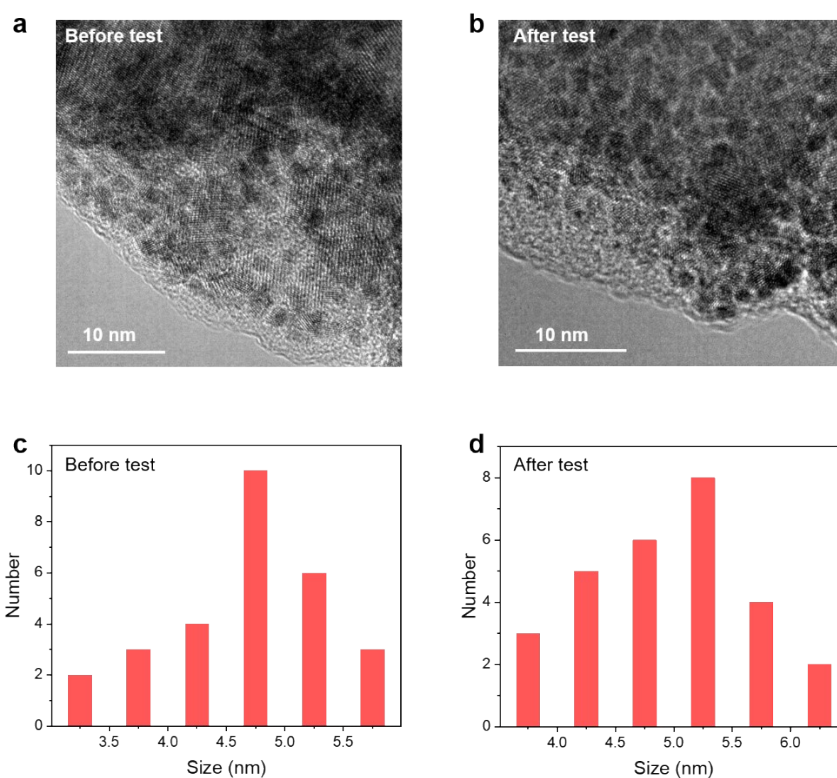 a
Before test
10 nm
b
After test
10 nm
c
Before test
10
8
6
4
2
0
Number
3.5 4.0 4.5 5.0 5.5
Size (nm)
d
After test
8
6
4
2
0
Number
4.0 4.5 5.0 5.5 6.0
Size (nm)